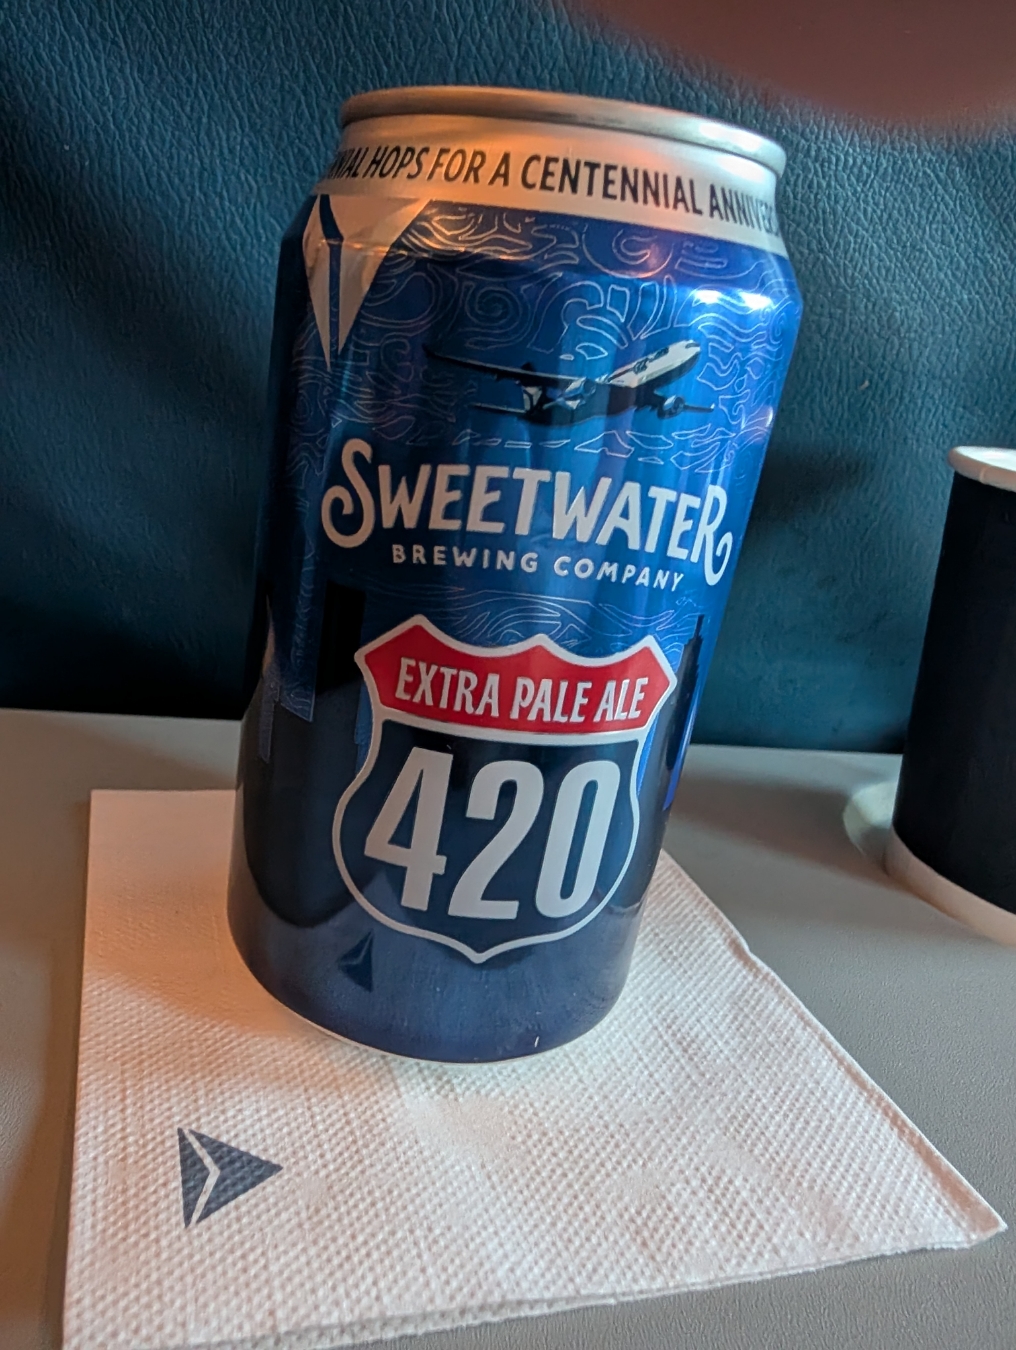 HOPS FOR A CENTENNIAL
SWEETWATER
BREWING COMPANY
EXTRA PALE ALE
420